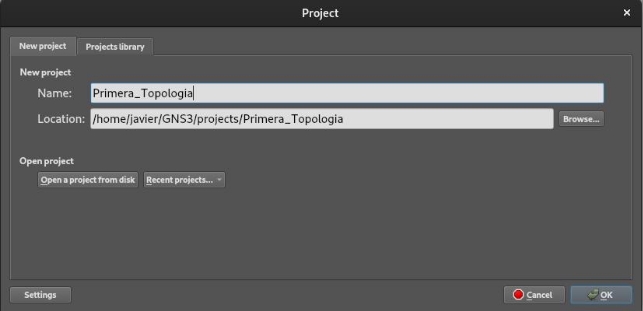 Project
New project
Projects library
New project
Name: Primera_Topologia
Location: /home/javier/GNS3/projects/Primera_Topologia Browse...
Open project
Open a project from disk Recent projects...
Settings Cancel OK